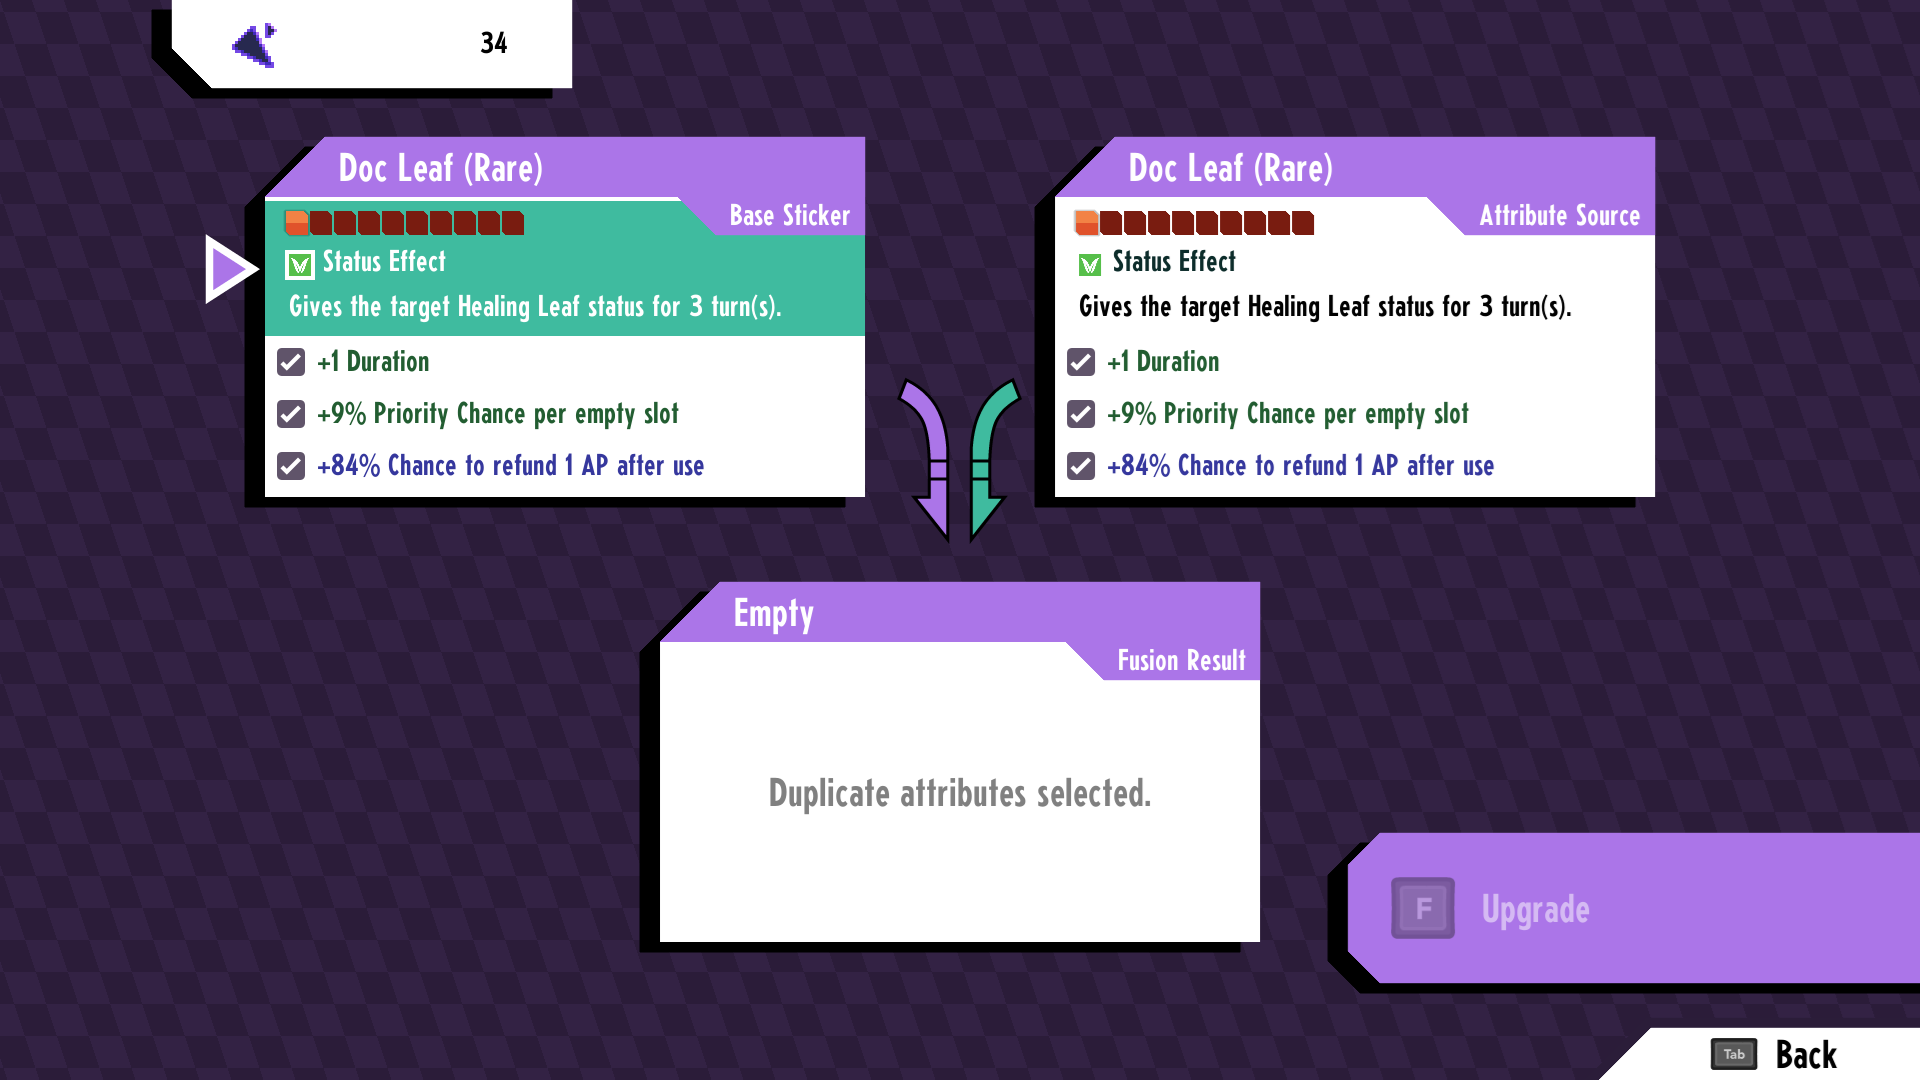 34
Doc Leaf (Rare)
Base Sticker
Status Effect
Gives the target Healing Leaf status for 3 turn(s).
+1 Duration
+9% Priority Chance per empty slot
+84% Chance to refund 1 AP after use
Doc Leaf (Rare)
Attribute Source
Status Effect
Gives the target Healing Leaf status for 3 turn(s).
+1 Duration
+9% Priority Chance per empty slot
+84% Chance to refund 1 AP after use
Empty
Fusion Result
Duplicate attributes selected.
F Upgrade
Tab Back